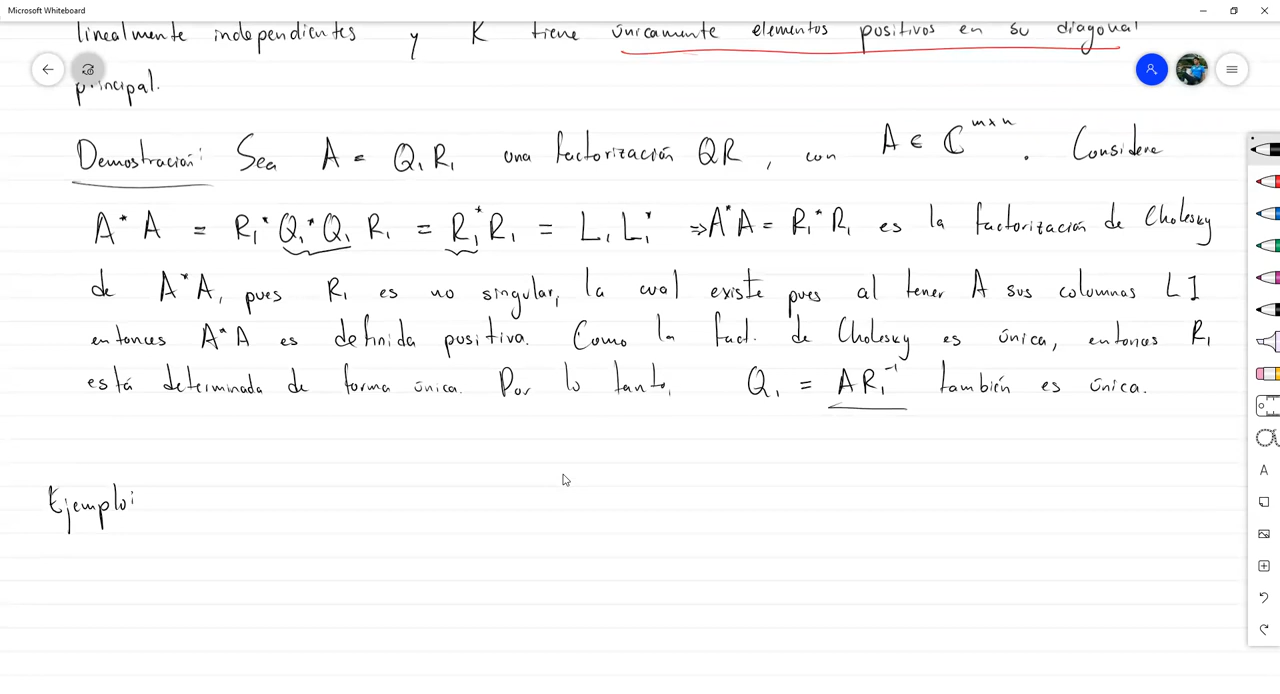 Microsoft Whiteboard
linealmente independientes y R tiene únicamente elementos positivos en su diagonal
principal.
Demostración: Sea A = Q₁R₁ una factorización QR, con A ∈ ℂ^{m×n}. Considere
A*A = R₁*Q₁*Q₁R₁ = R₁*R₁ = L₁L₁* ⇒ A*A = R₁*R₁ es la factorización de Cholesky
de A*A, pues R₁ es no singular, la cual existe pues al tener A sus columnas LI
entonces A*A es definida positiva. Como la fact. de Cholesky es única, entonces R₁
está determinada de forma única. Por lo tanto, Q₁ = AR₁⁻¹ también es única.
Ejemplo: